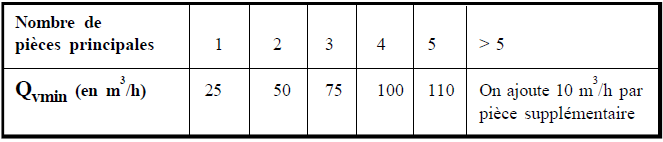 Nombre de
pièces principales 1 2 3 4 5 > 5
Qvmin (en m³/h) 25 50 75 100 110 On ajoute 10 m³/h par
pièce supplémentaire